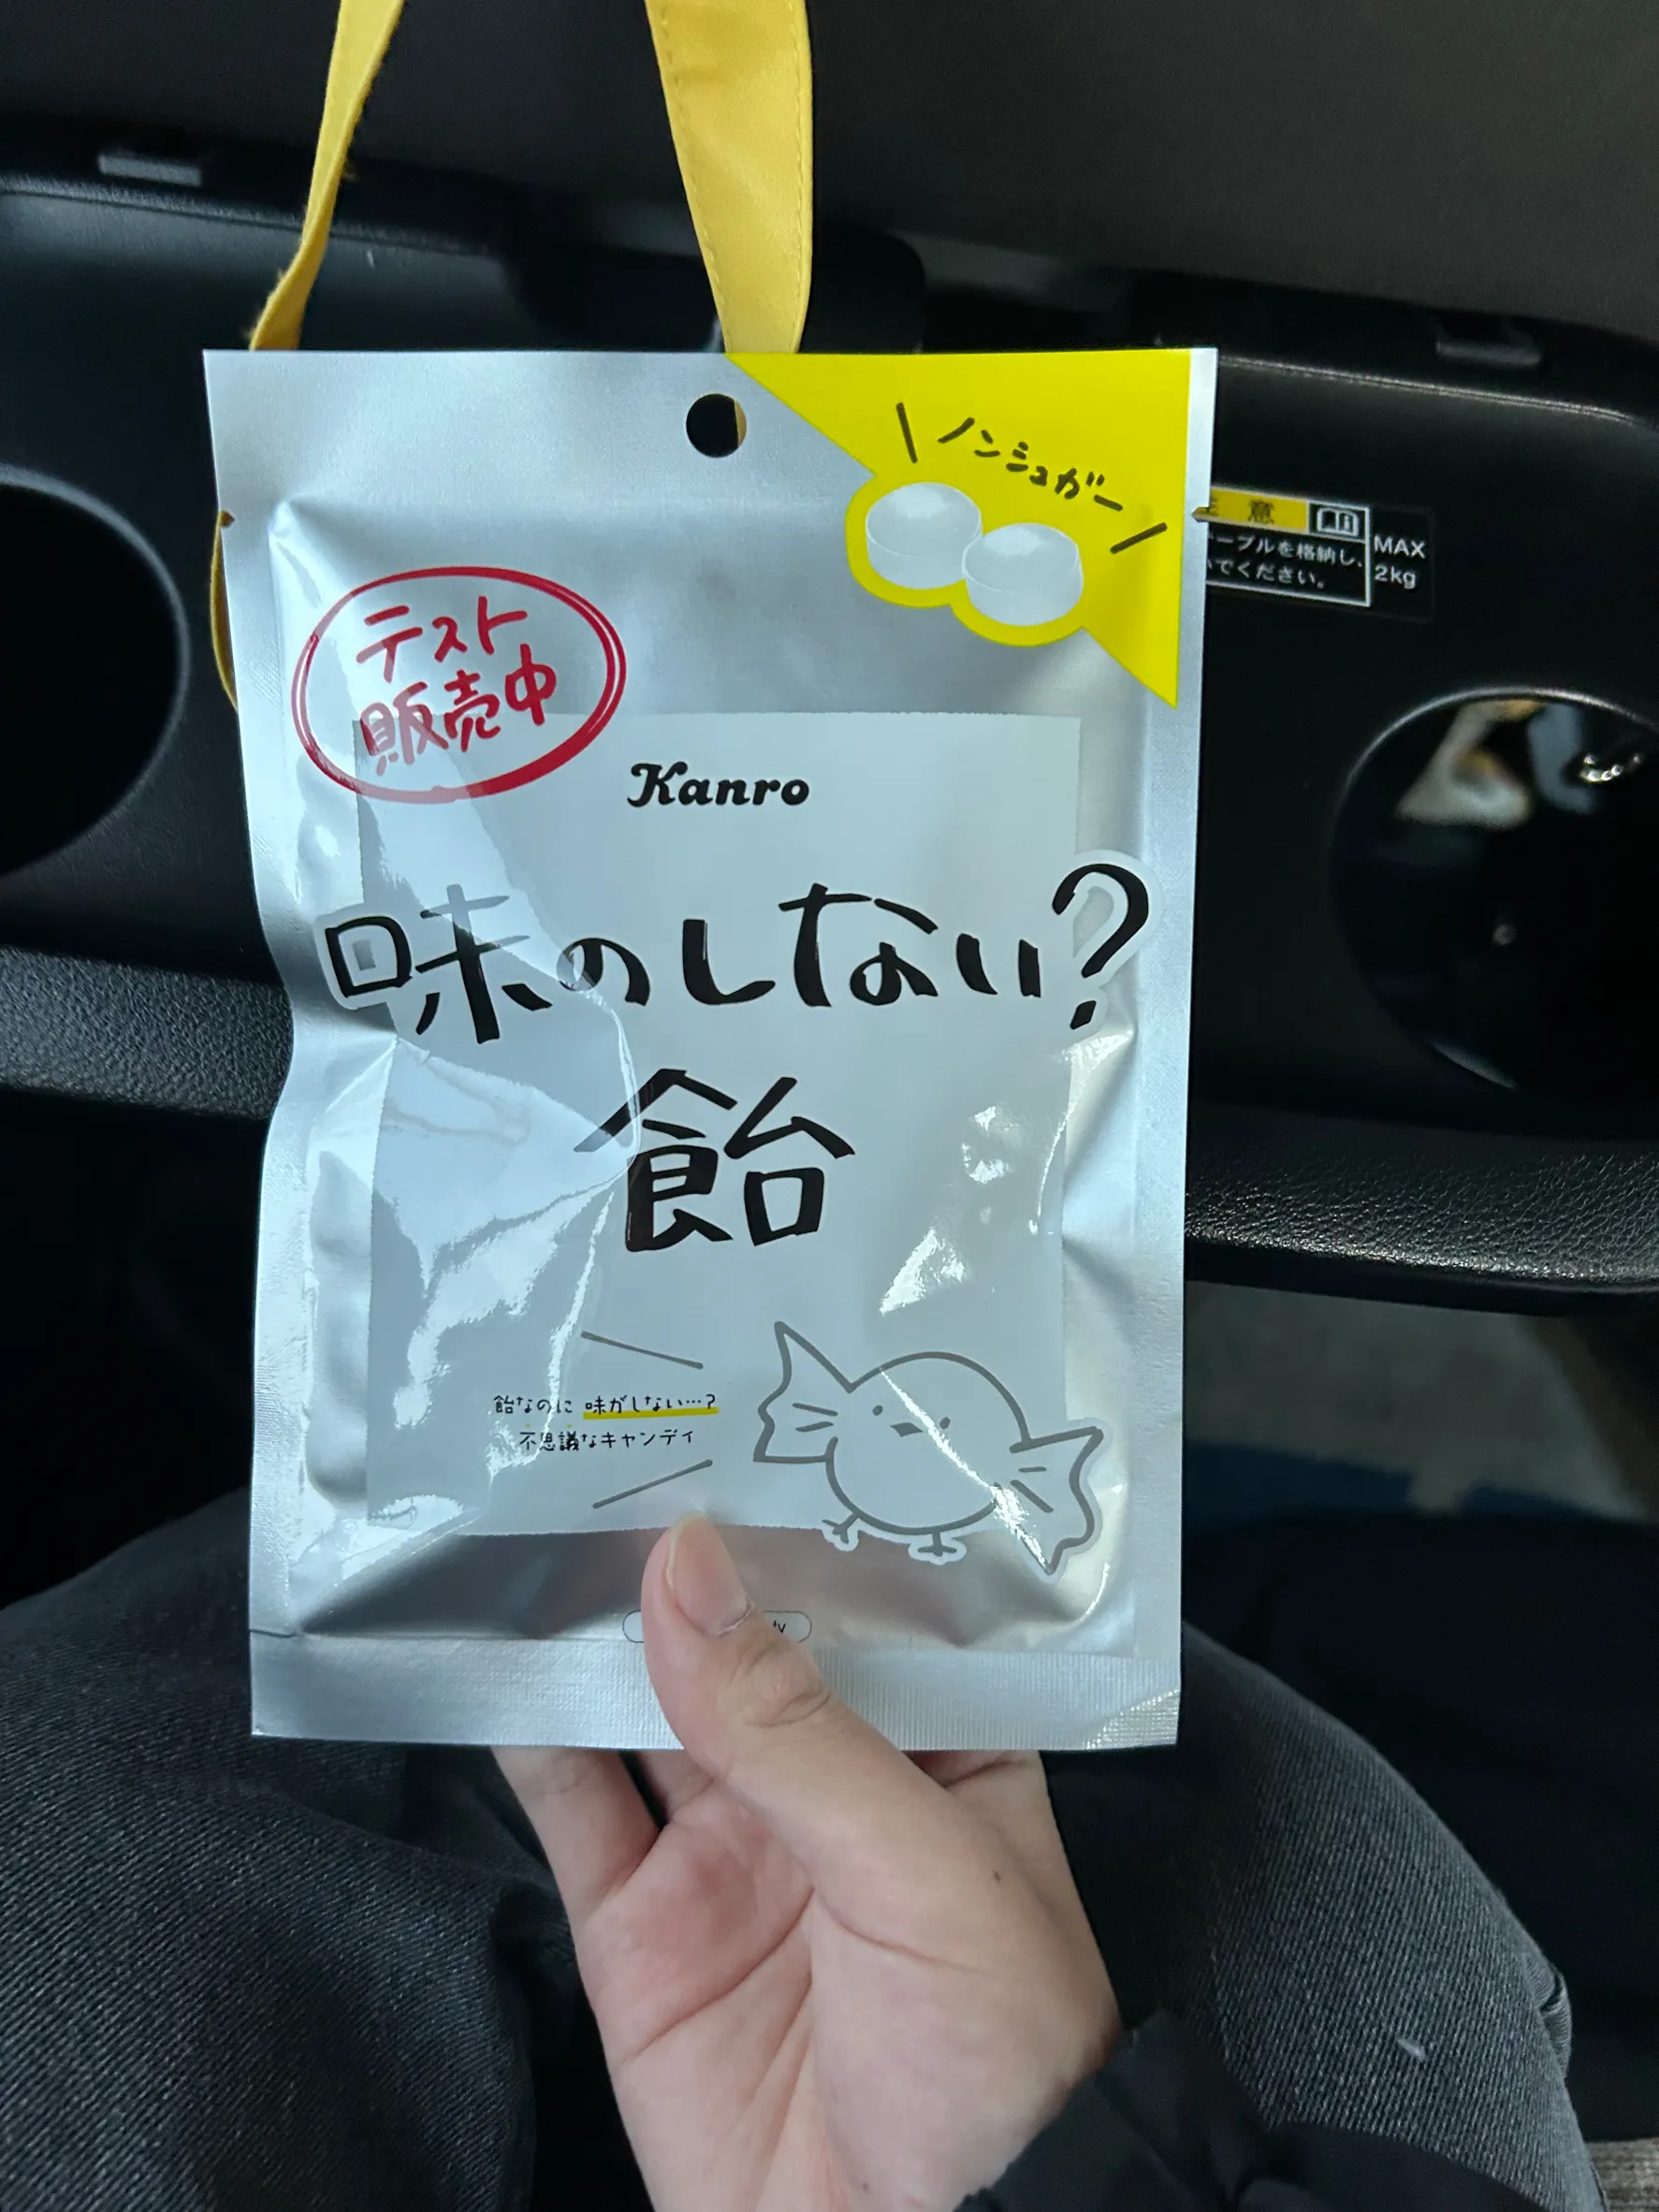 ノンシュガー
テスト
販売中
Kanro
味のしない?
飴
飴なのに 味がしない…?
不思議なキャンディ
意
ーブルを格納し、
でください。
MAX
2kg